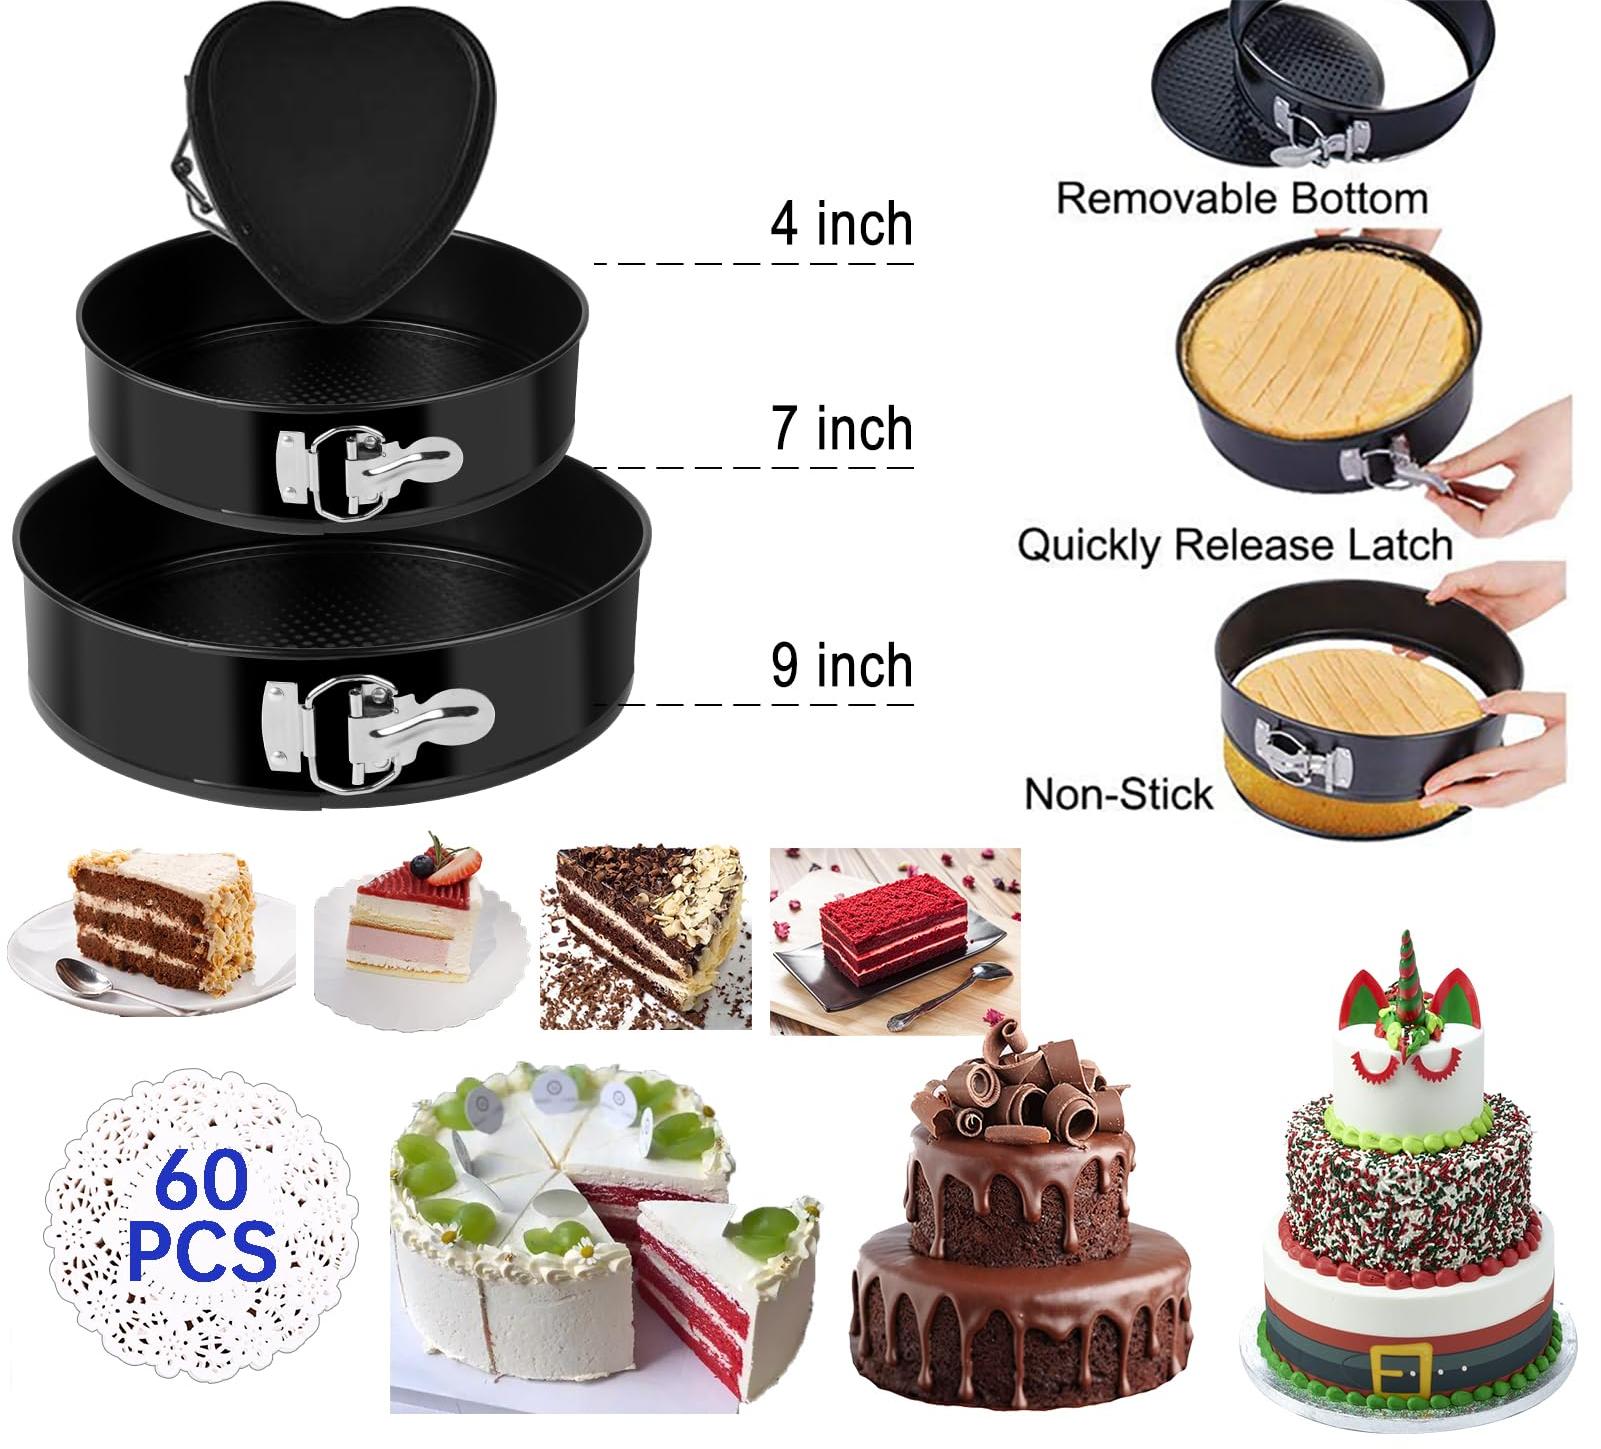 4 inch
7 inch
9 inch
Removable Bottom
Quickly Release Latch
Non-Stick
60
PCS